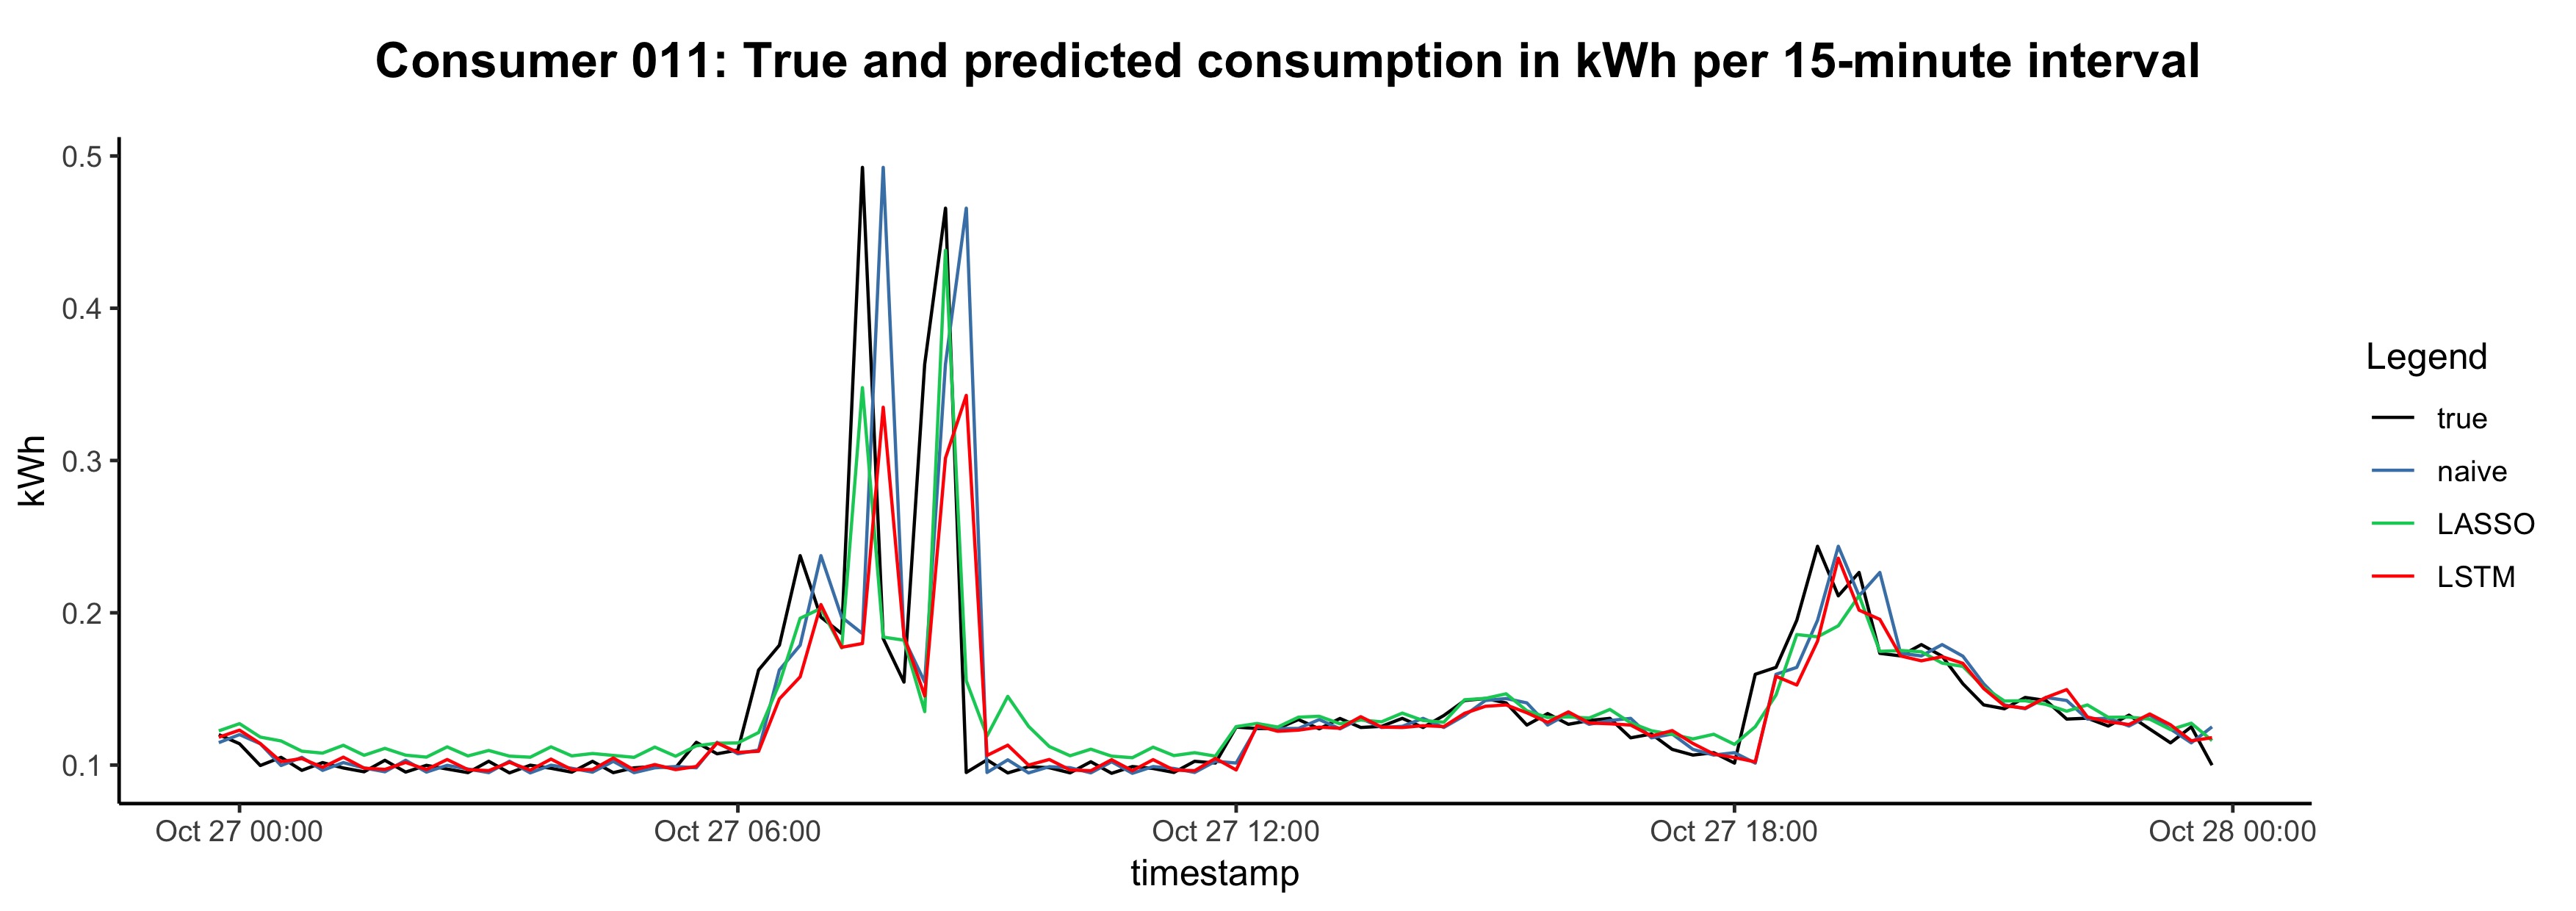 Consumer 011: True and predicted consumption in kWh per 15-minute interval
0.5
0.4
0.3
0.2
0.1
kWh
Oct 27 00:00
Oct 27 06:00
Oct 27 12:00
Oct 27 18:00
Oct 28 00:00
timestamp
Legend
true
naive
LASSO
LSTM